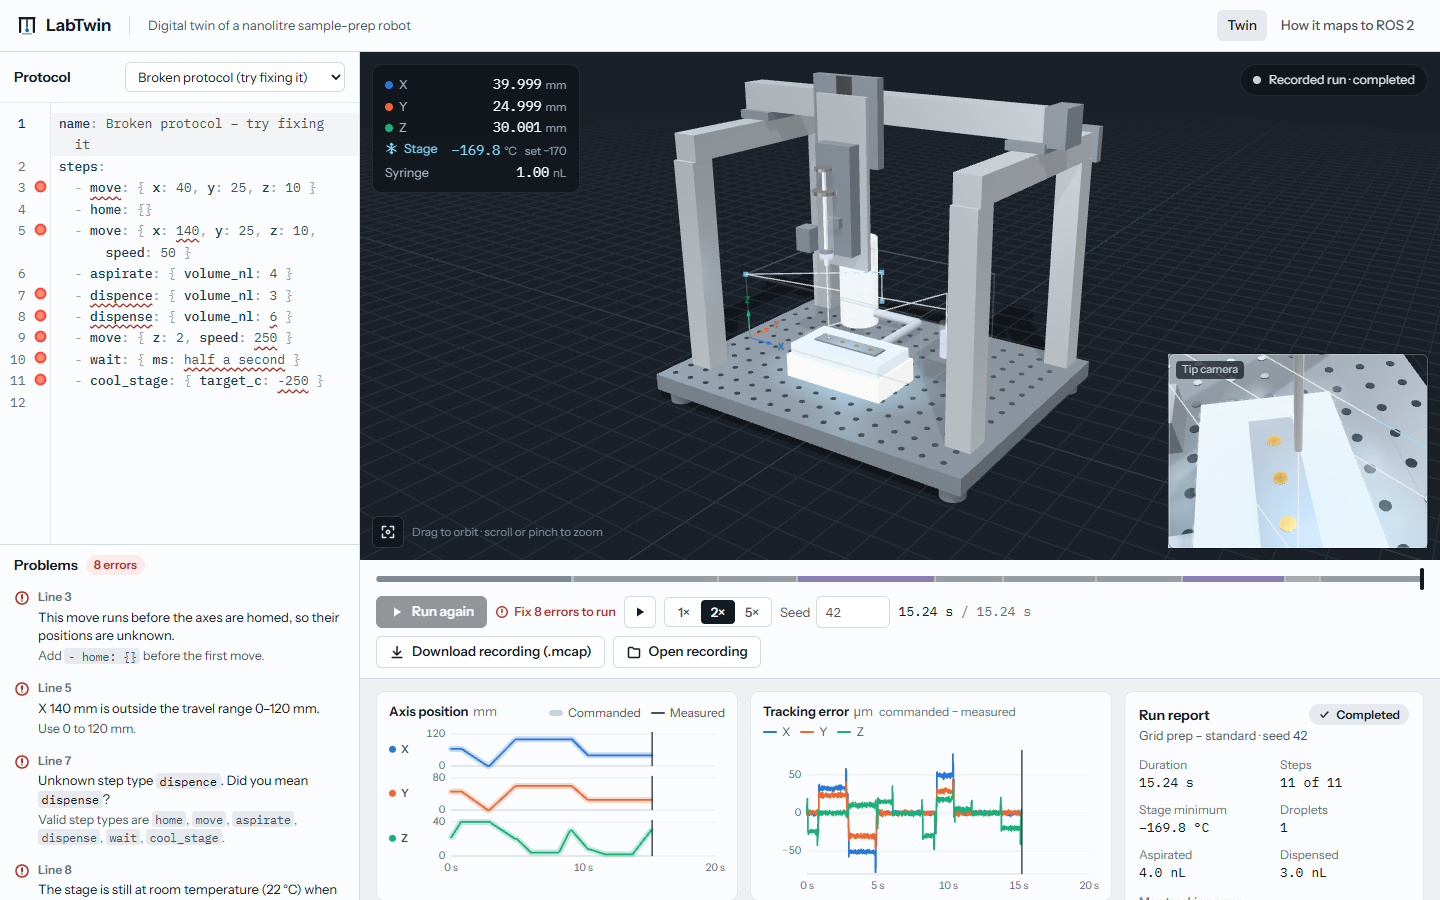 LabTwin
Digital twin of a nanolitre sample-prep robot
Twin
How it maps to ROS 2
Protocol
Broken protocol (try fixing it)
1 name: Broken protocol – try fixing
it
2 steps:
3 - move: { x: 40, y: 25, z: 10 }
4 - home: {}
5 - move: { x: 140, y: 25, z: 10,
speed: 50 }
6 - aspirate: { volume_nl: 4 }
7 - dispence: { volume_nl: 3 }
8 - dispense: { volume_nl: 6 }
9 - move: { z: 2, speed: 250 }
10 - wait: { ms: half a second }
11 - cool_stage: { target_c: -250 }
12
Problems 8 errors
Line 3
This move runs before the axes are homed, so their
positions are unknown.
Add - home: {} before the first move.
Line 5
X 140 mm is outside the travel range 0–120 mm.
Use 0 to 120 mm.
Line 7
Unknown step type dispence. Did you mean
dispense?
Valid step types are home, move, aspirate,
dispense, wait, cool_stage.
Line 8
The stage is still at room temperature (22 °C) when
X 39.999 mm
Y 24.999 mm
Z 30.001 mm
Stage −169.8 °C set −170
Syringe 1.00 nL
Recorded run · completed
Z
X
Tip camera
Drag to orbit · scroll or pinch to zoom
Run again
Fix 8 errors to run
1×
2×
5×
Seed 42
15.24 s / 15.24 s
Download recording (.mcap)
Open recording
Axis position mm
Commanded
Measured
X
120
0
Y
80
0
Z
40
0
0 s
10 s
20 s
Tracking error µm commanded − measured
X
Y
Z
50
0
−50
0 s
5 s
10 s
15 s
20 s
Run report
Completed
Grid prep – standard · seed 42
Duration
15.24 s
Steps
11 of 11
Stage minimum
−169.8 °C
Droplets
1
Aspirated
4.0 nL
Dispensed
3.0 nL